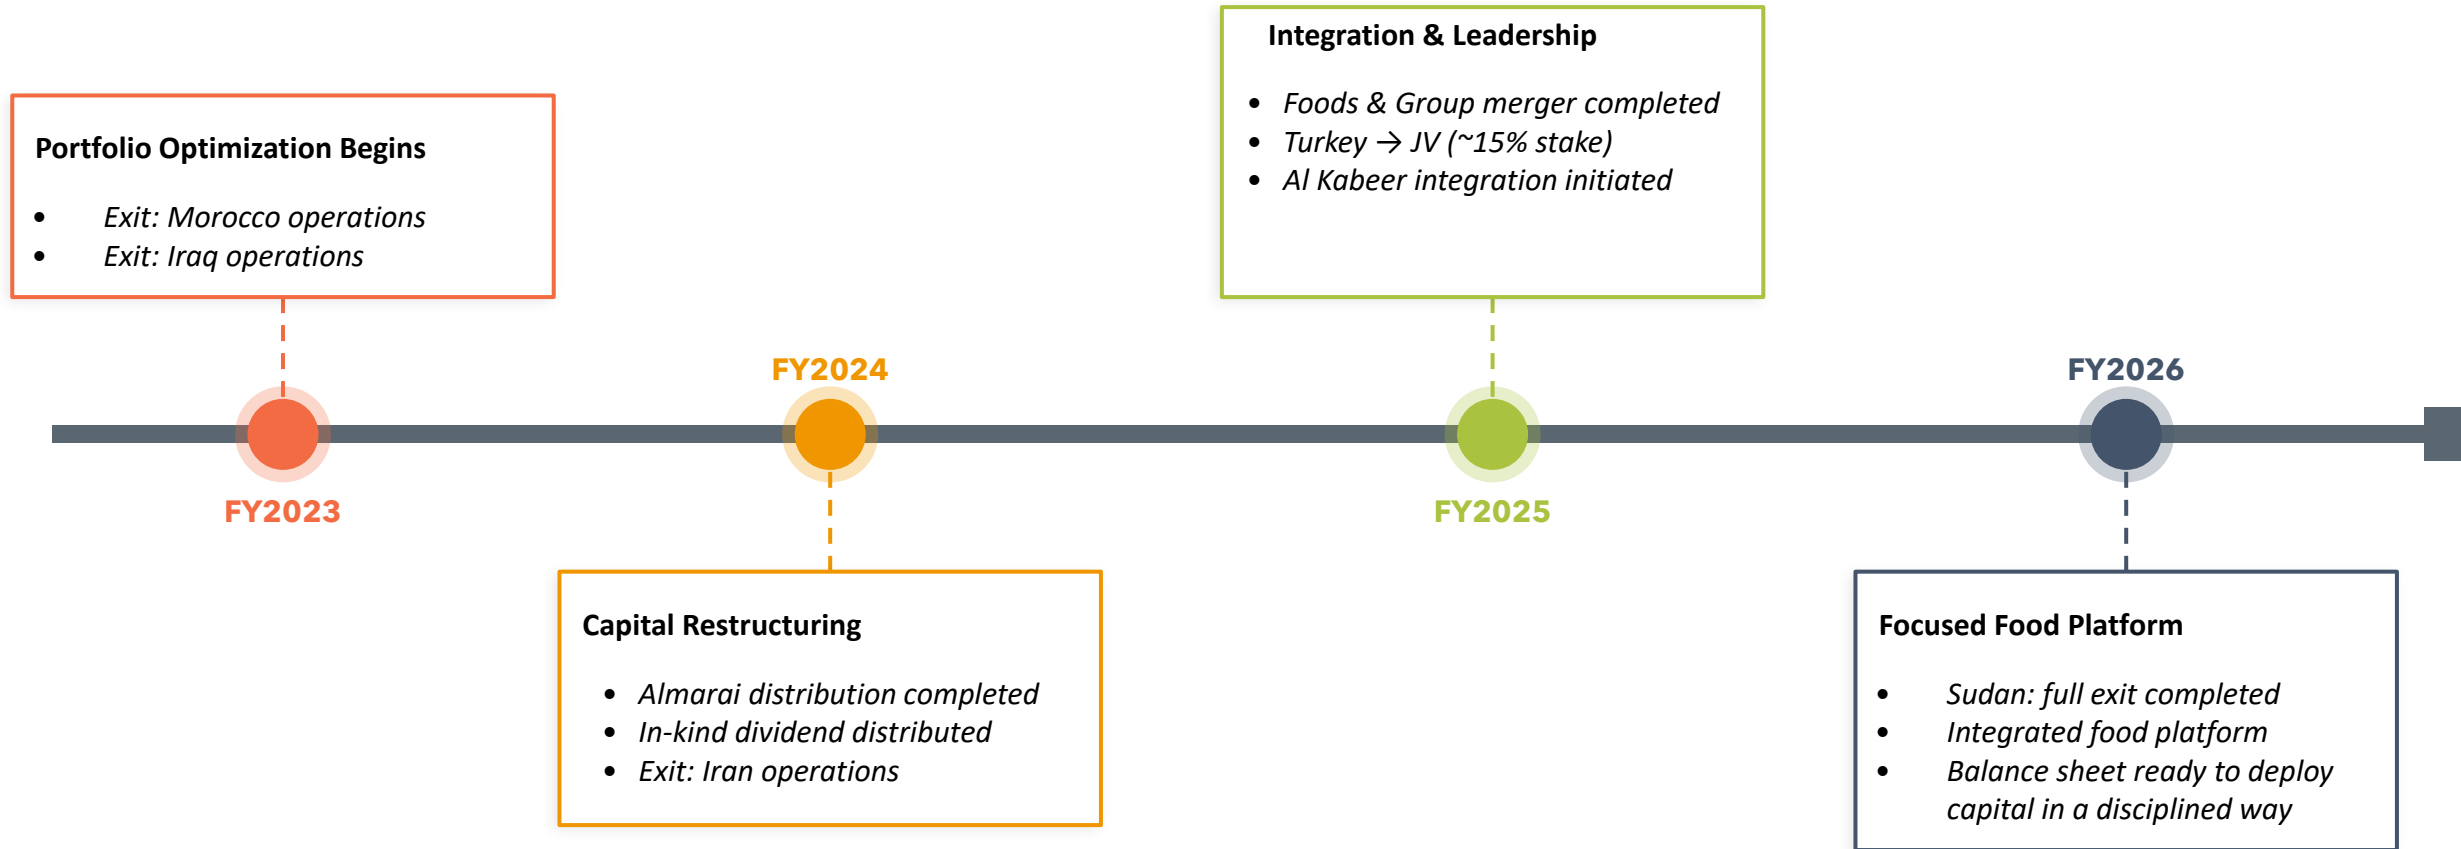 Portfolio Optimization Begins
• Exit: Morocco operations
• Exit: Iraq operations
FY2023
FY2024
Capital Restructuring
• Almarai distribution completed
• In-kind dividend distributed
• Exit: Iran operations
Integration & Leadership
• Foods & Group merger completed
• Turkey → JV (~15% stake)
• Al Kabeer integration initiated
FY2025
FY2026
Focused Food Platform
• Sudan: full exit completed
• Integrated food platform
• Balance sheet ready to deploy
capital in a disciplined way